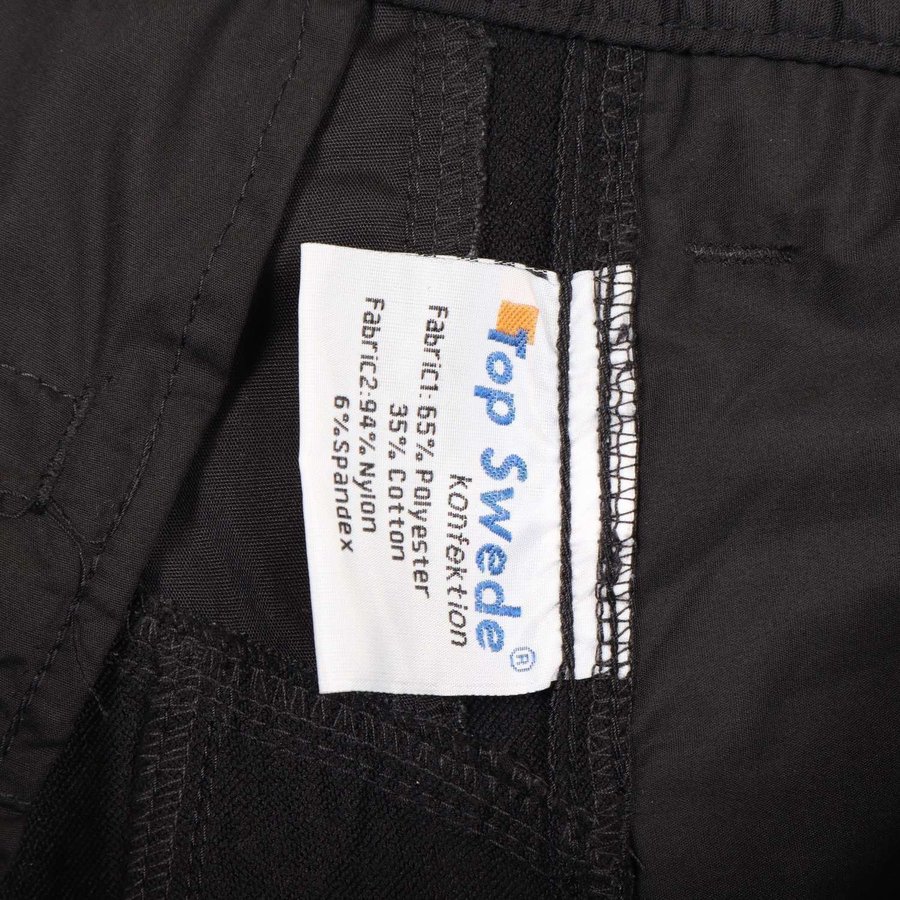 Top Swede®
Konfektion
Fabric1: 65% Polyester
35% Cotton
Fabric2:94% Nylon
6%Spandex